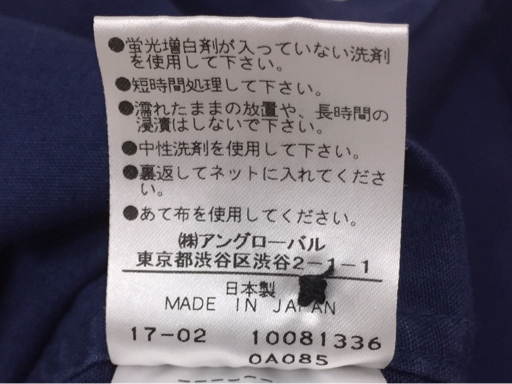 ●蛍光増白剤が入っていない洗剤
を使用して下さい。
●短時間処理して下さい。
●濡れたままの放置や、長時間の
浸漬はしないで下さい。
●中性洗剤を使用して下さい。
●裏返してネットに入れてくださ
い。
●あて布を使用してください。
㈱アングローバル
東京都渋谷区渋谷2-1-1
日本製
MADE IN JAPAN
17-02 10081336
0A085